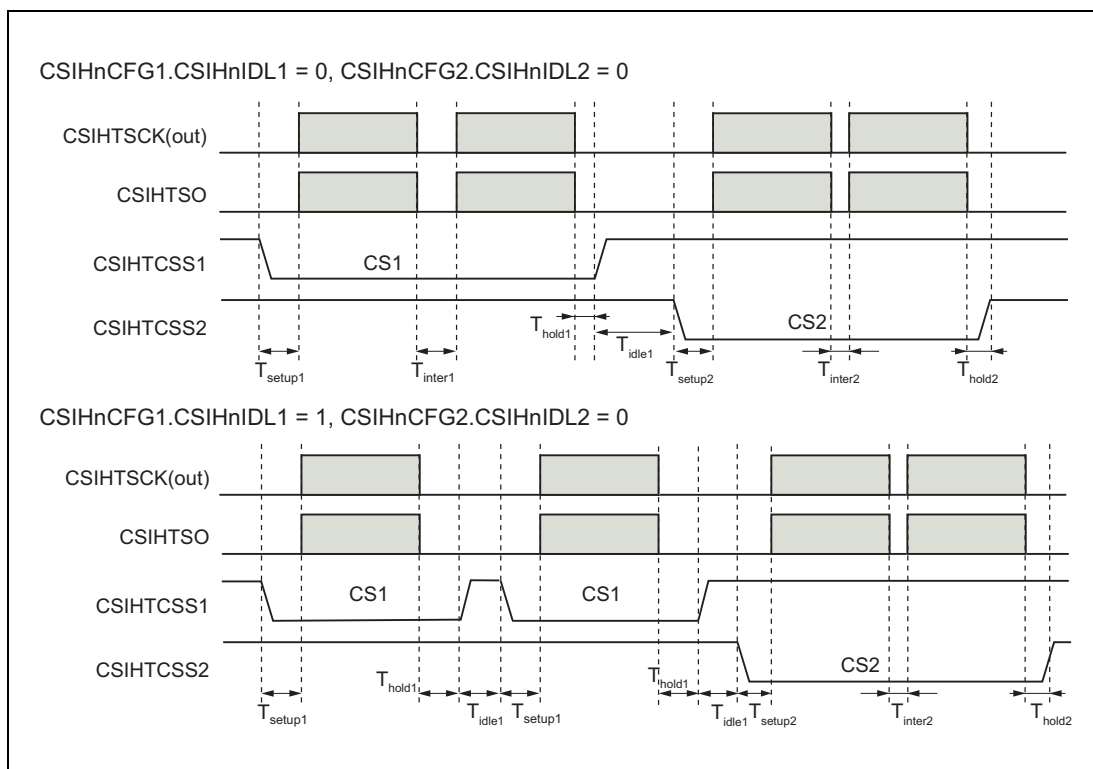 CSIHnCFG1.CSIHnIDL1 = 0, CSIHnCFG2.CSIHnIDL2 = 0
CSIHTSCK(out)
CSIHTSO
CSIHTCSS1
CS1
CSIHTCSS2
CS2
Thold1
Tidle1
Tsetup1
Tinter1
Tsetup2
Tinter2
Thold2
CSIHnCFG1.CSIHnIDL1 = 1, CSIHnCFG2.CSIHnIDL2 = 0
CSIHTSCK(out)
CSIHTSO
CSIHTCSS1
CS1
CS1
CSIHTCSS2
CS2
Thold1
Thold1
Tsetup1
Tidle1
Tsetup1
Tidle1
Tsetup2
Tinter2
Thold2